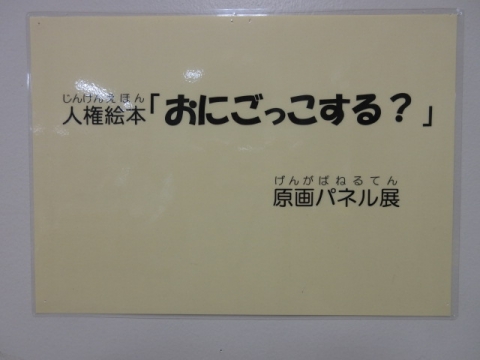 じんけんえほん
人権絵本「おにごっこする？」
げんがぱねるてん
原画パネル展